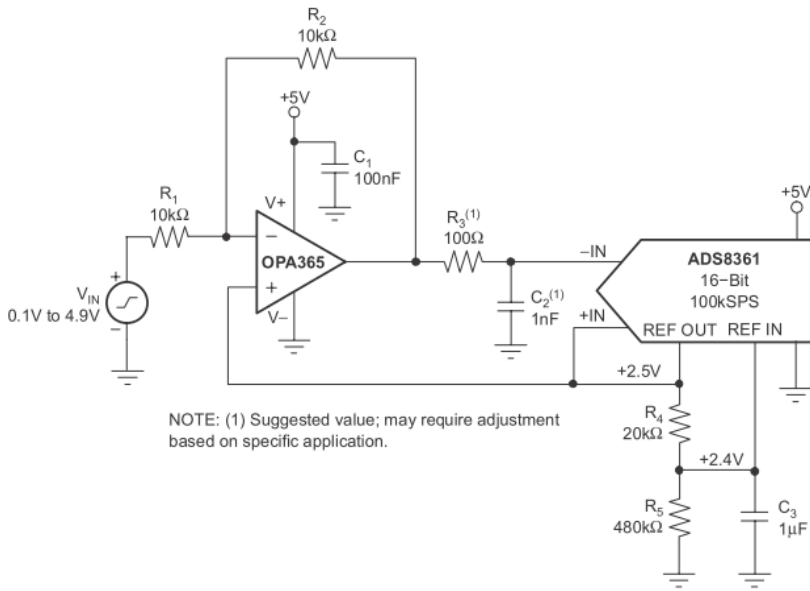 R2
10kΩ
+5V
C1
100nF
R1
10kΩ
V+
−
OPA365
+
V−
R3(1)
100Ω
−IN
C2(1)
1nF
+IN
+5V
ADS8361
16−Bit
100kSPS
REF OUT REF IN
+
VIN
0.1V to 4.9V
−
+2.5V
NOTE: (1) Suggested value; may require adjustment
based on specific application.
R4
20kΩ
+2.4V
R5
480kΩ
C3
1µF